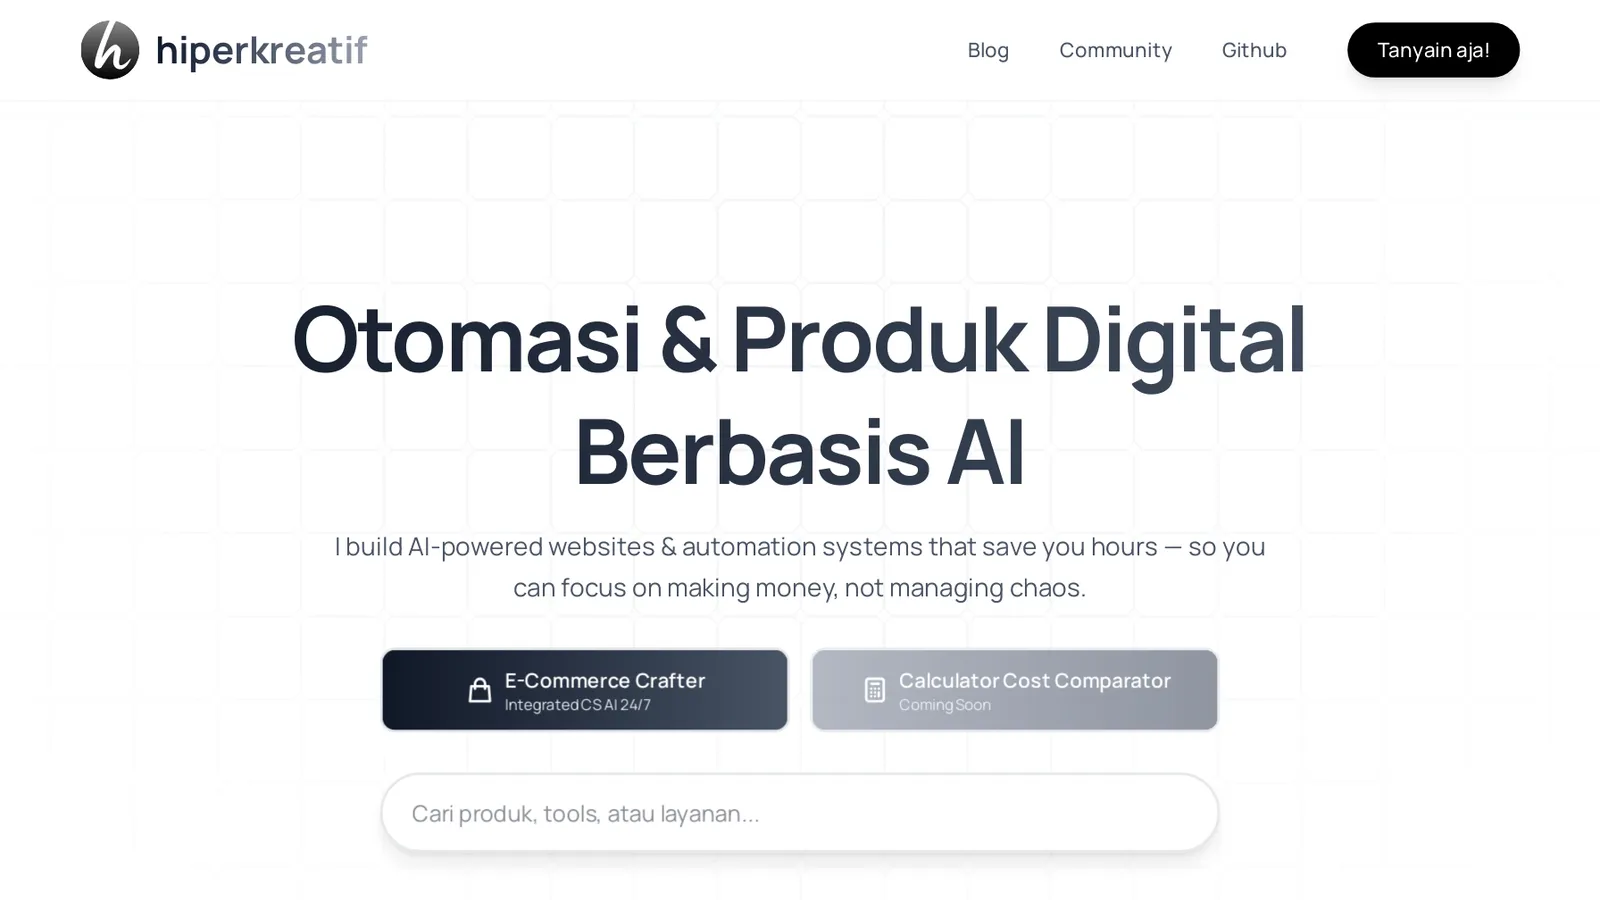 hiperkreatif
Blog
Community
Github
Tanyain aja!
Otomasi & Produk Digital
Berbasis AI
I build AI-powered websites & automation systems that save you hours — so you
can focus on making money, not managing chaos.
E-Commerce Crafter
Integrated CS AI 24/7
Calculator Cost Comparator
Coming Soon
Cari produk, tools, atau layanan...